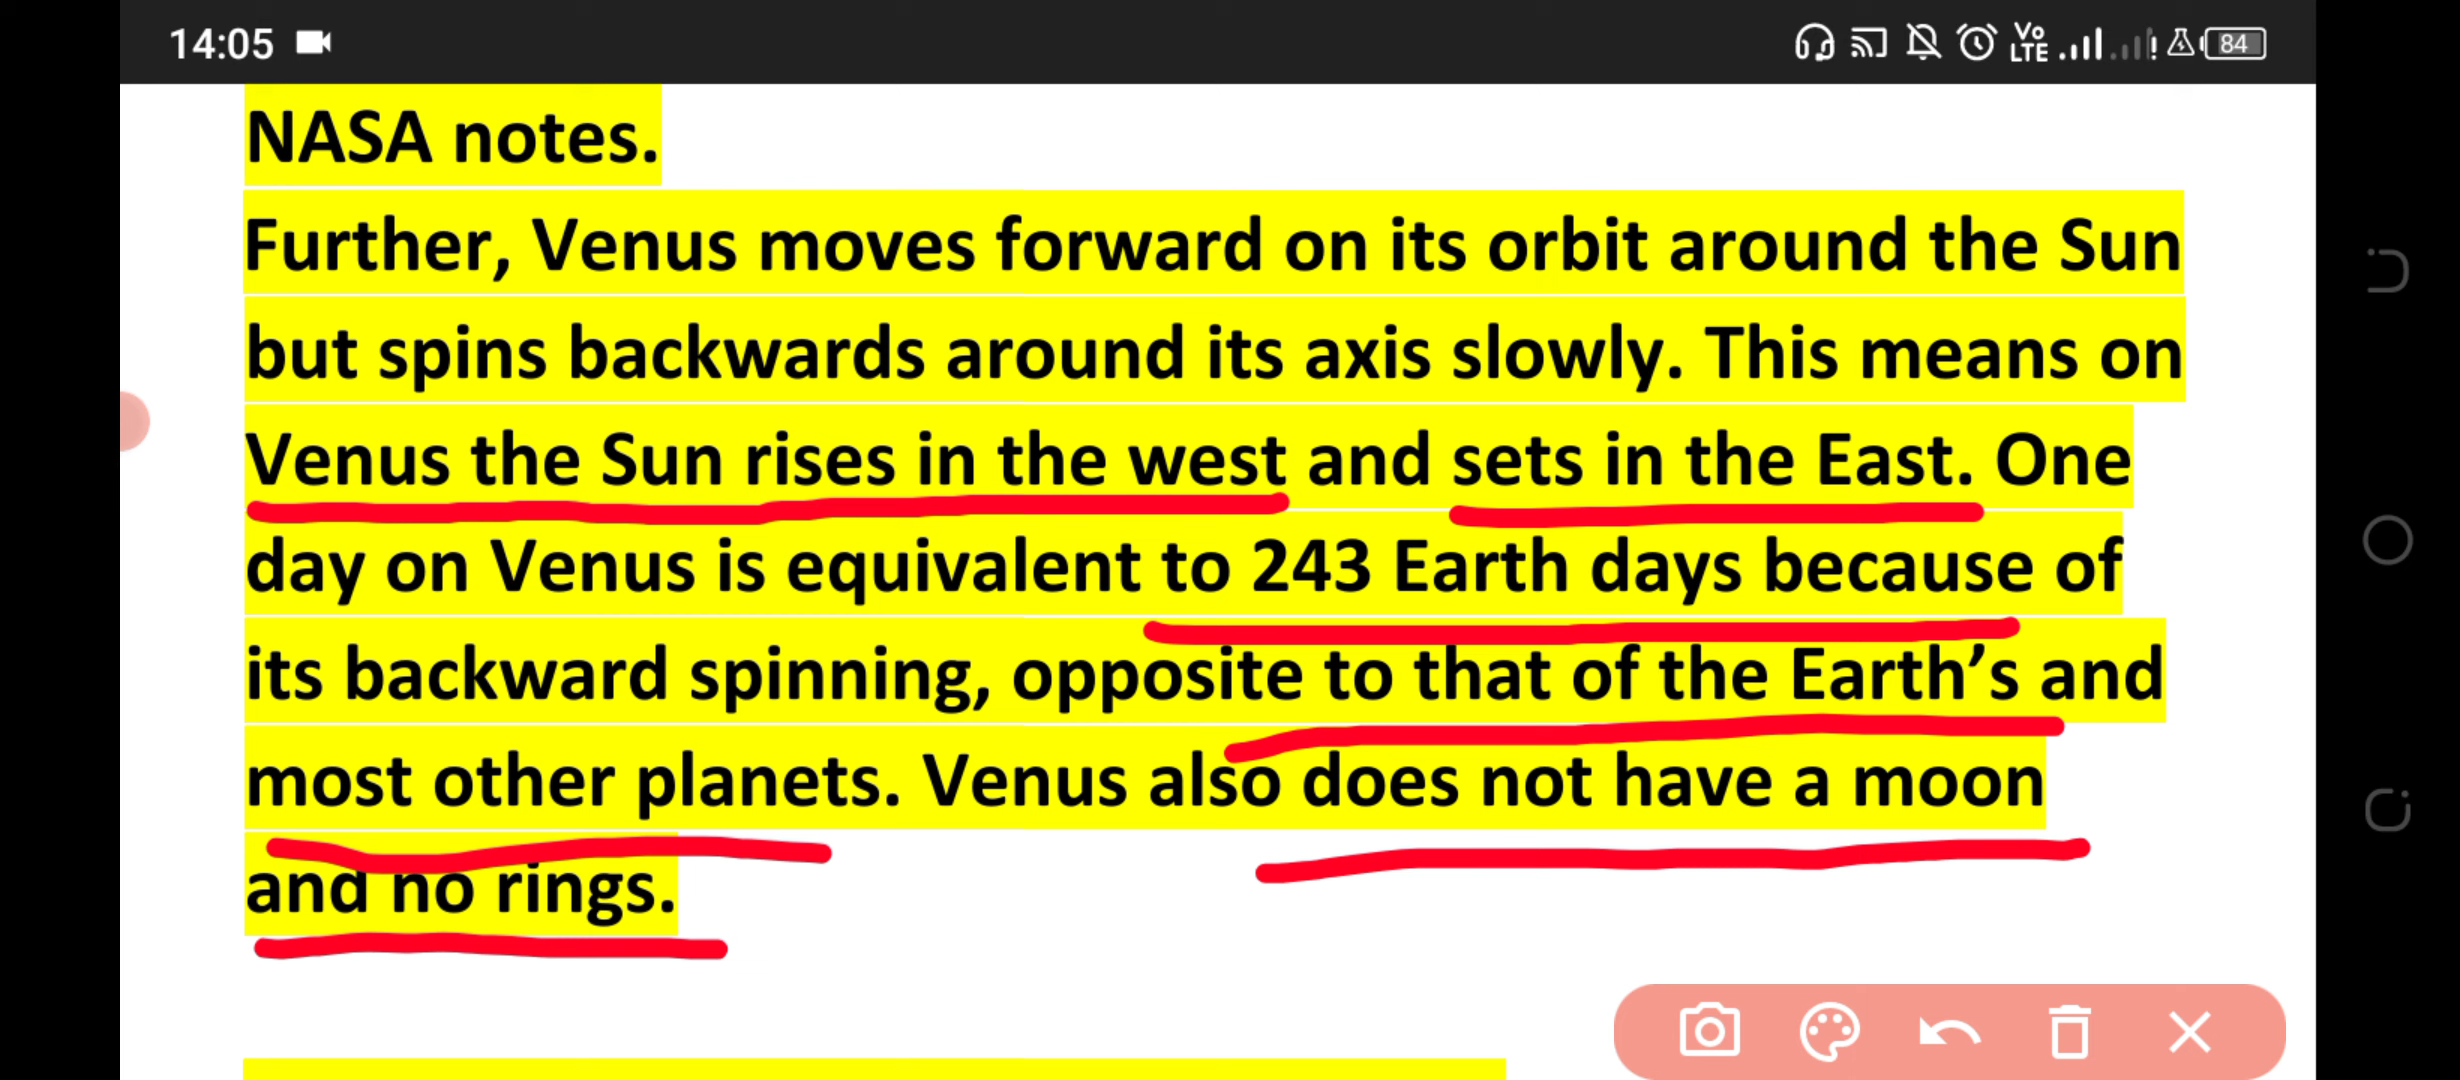 14:05 Vo LTE 84
NASA notes.
Further, Venus moves forward on its orbit around the Sun
but spins backwards around its axis slowly. This means on
Venus the Sun rises in the west and sets in the East. One
day on Venus is equivalent to 243 Earth days because of
its backward spinning, opposite to that of the Earth’s and
most other planets. Venus also does not have a moon
and no rings.